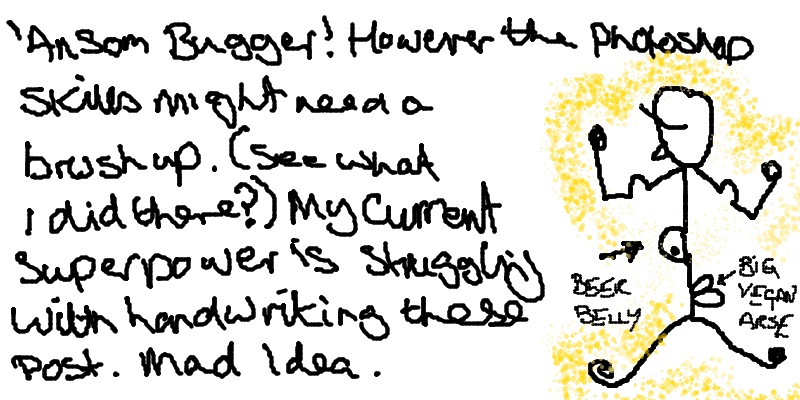 'Ansom Bugger! However the photoshop
skills might need a
brush up. (See what
I did there?) My current
superpower is struggling
with handwriting these
post. Mad idea.
BEER
BELLY
BIG
VEGAN
ARSE